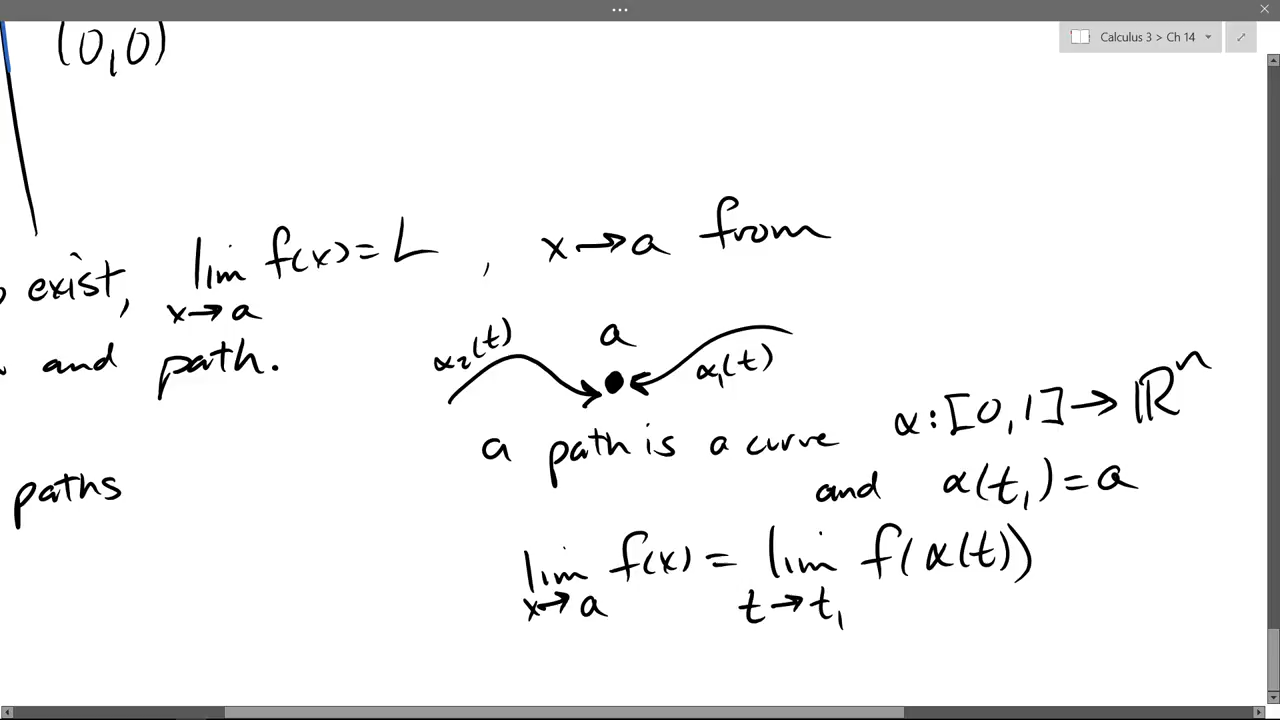 Calculus 3 > Ch 14
(0,0)
exist, lim f(x) = L , x → a from
x → a
and path.
α₂(t) a α₁(t)
a path is a curve α : [0,1] → ℝⁿ
and α(t₁) = a
paths
lim f(x) = lim f(α(t))
x → a t → t₁